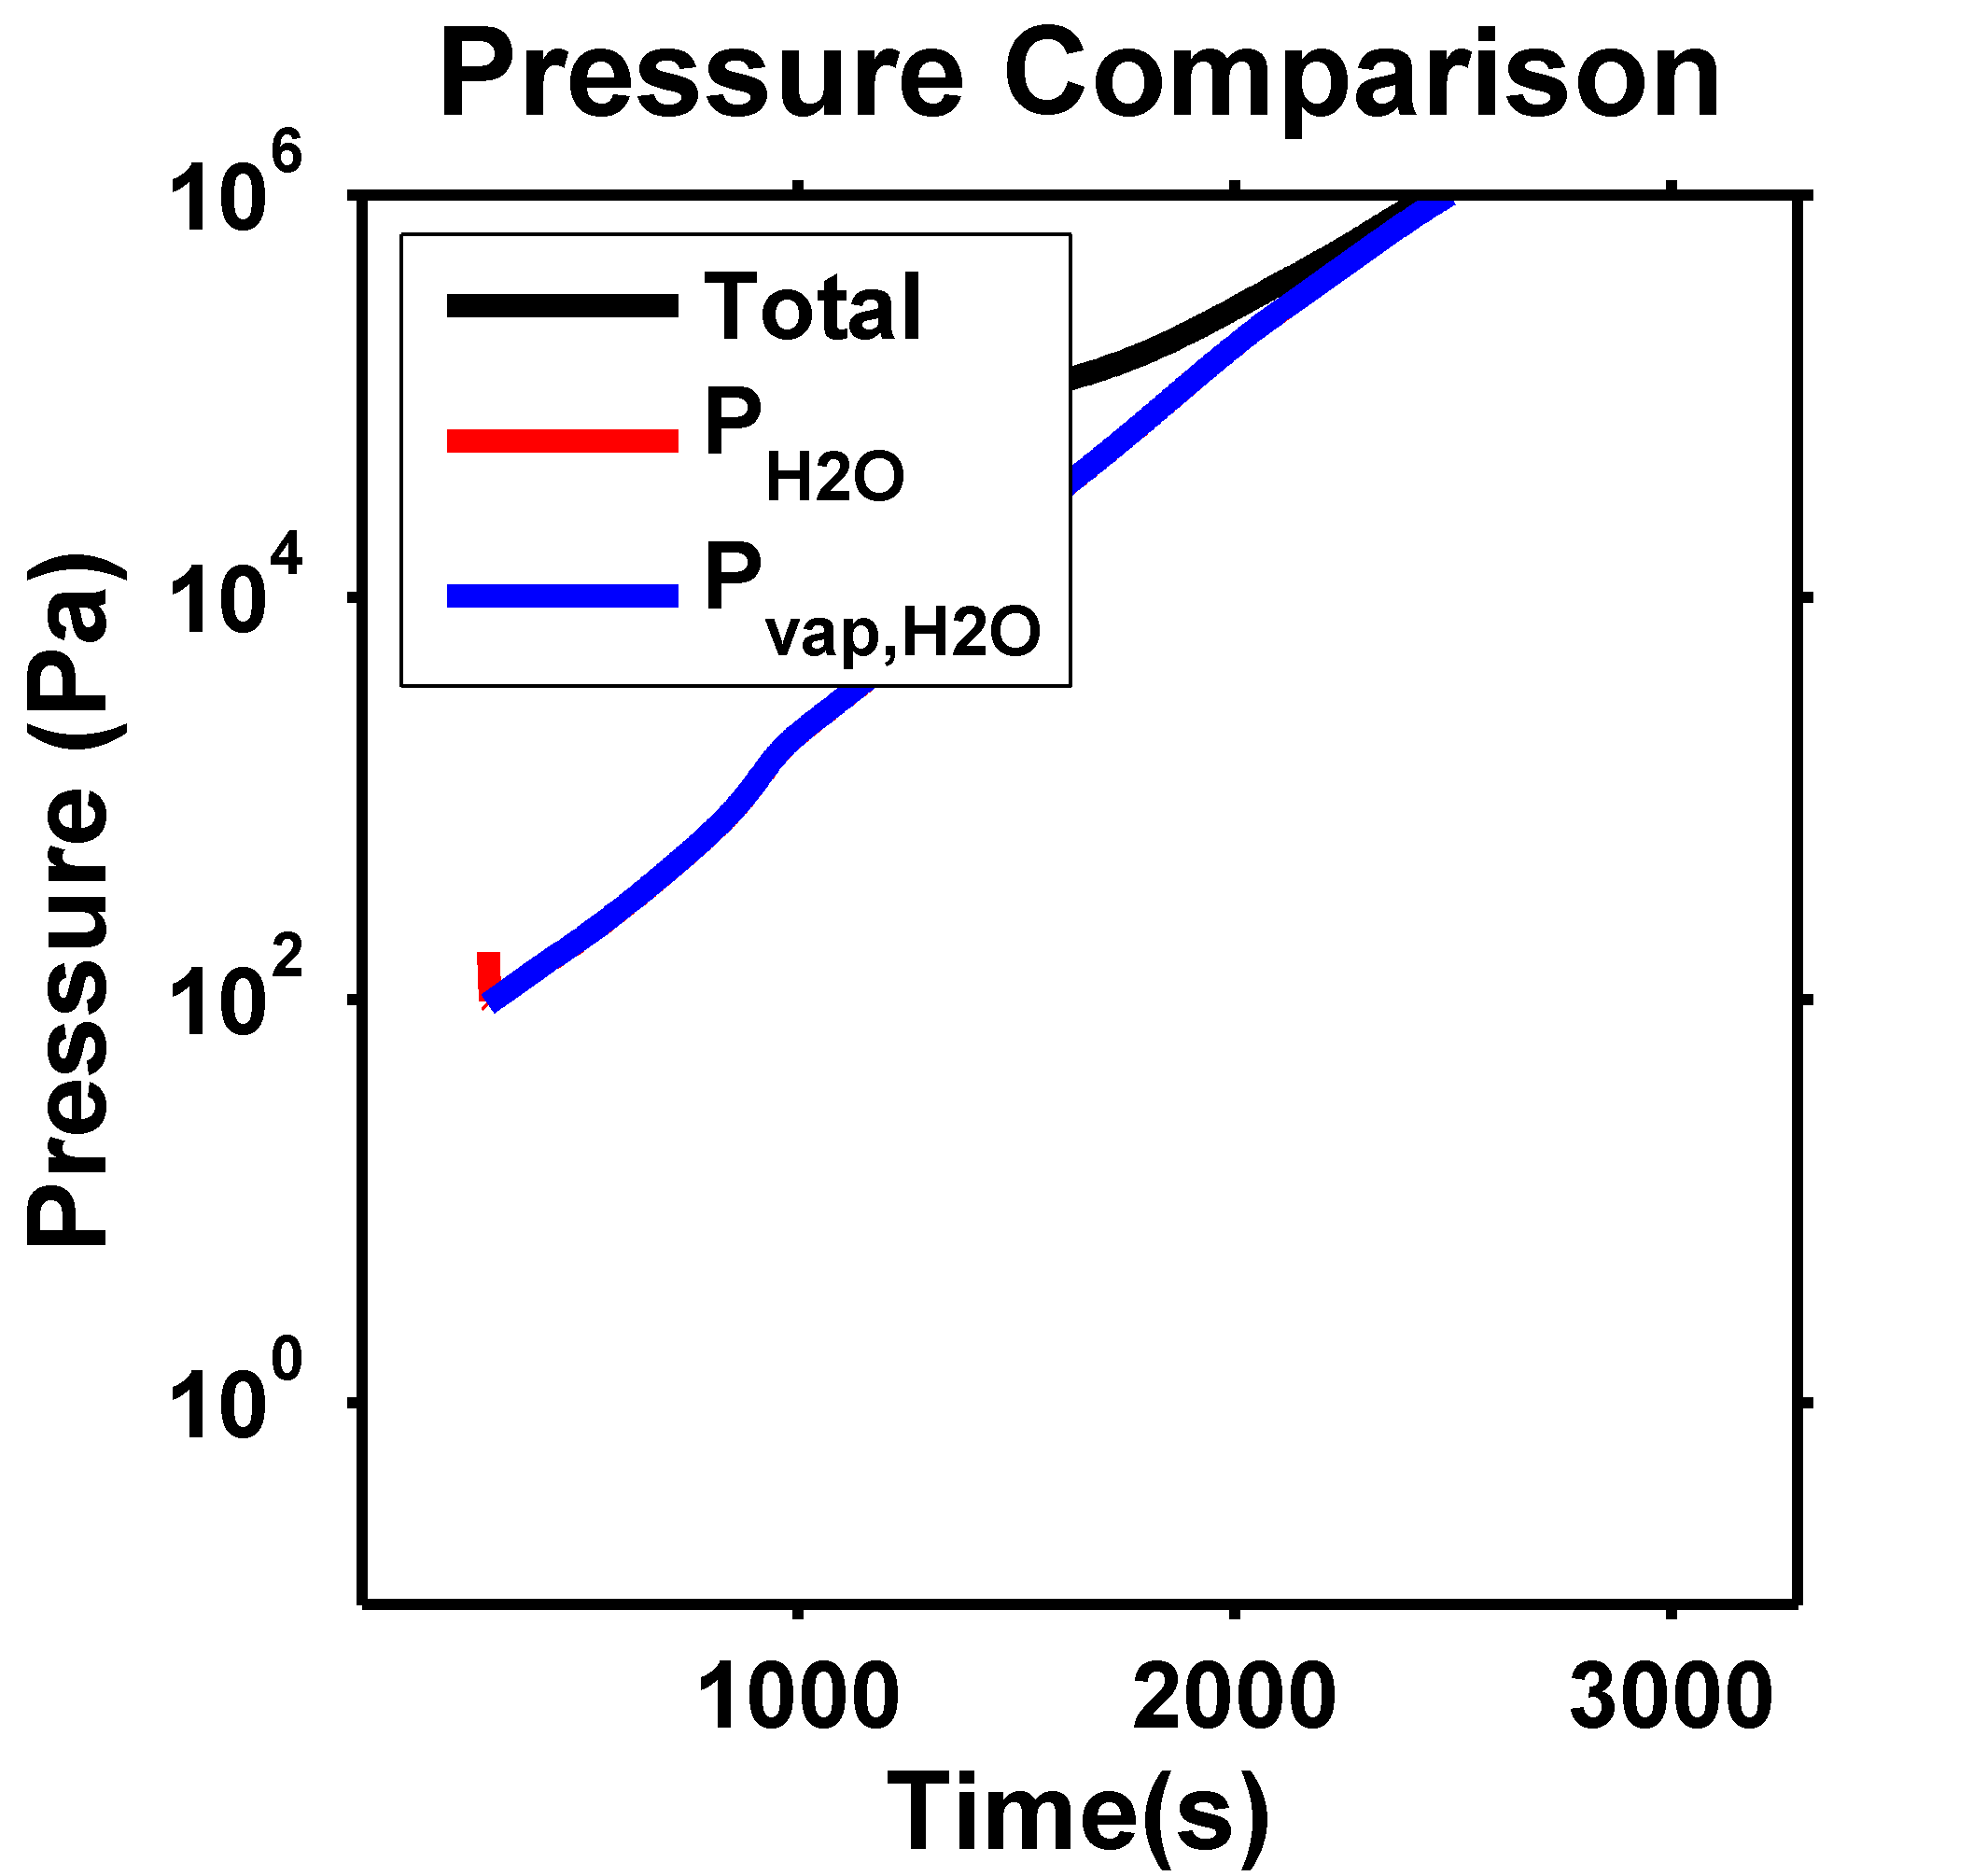 Pressure Comparison
10^6
10^4
10^2
10^0
Pressure (Pa)
Total
P_H2O
P_vap,H2O
1000 2000 3000
Time(s)